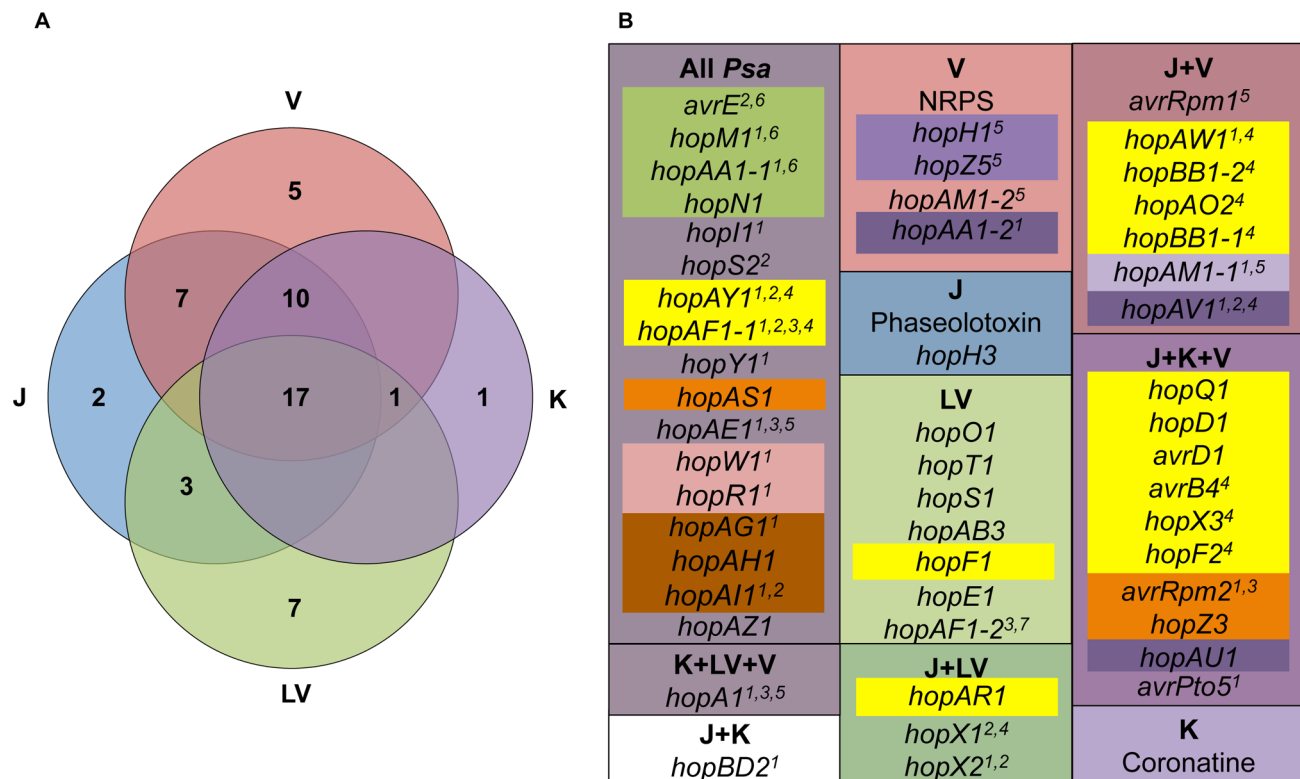 A
V
5
7
10
J
2
17
1
1
K
3
7
LV
B
All Psa
avrE2,6
hopM11,6
hopAA1-11,6
hopN1
hopI11
hopS22
hopAY11,2,4
hopAF1-11,2,3,4
hopY11
hopAS1
hopAE11,3,5
hopW11
hopR11
hopAG11
hopAH1
hopAI11,2
hopAZ1
K+LV+V
hopA11,3,5
J+K
hopBD21
V
NRPS
hopH15
hopZ55
hopAM1-25
hopAA1-21
J
Phaseolotoxin
hopH3
LV
hopO1
hopT1
hopS1
hopAB3
hopF1
hopE1
hopAF1-23,7
J+LV
hopAR1
hopX12,4
hopX21,2
J+V
avrRpm15
hopAW11,4
hopBB1-24
hopAO24
hopBB1-14
hopAM1-11,5
hopAV11,2,4
J+K+V
hopQ1
hopD1
avrD1
avrB44
hopX34
hopF24
avrRpm21,3
hopZ3
hopAU1
avrPto51
K
Coronatine